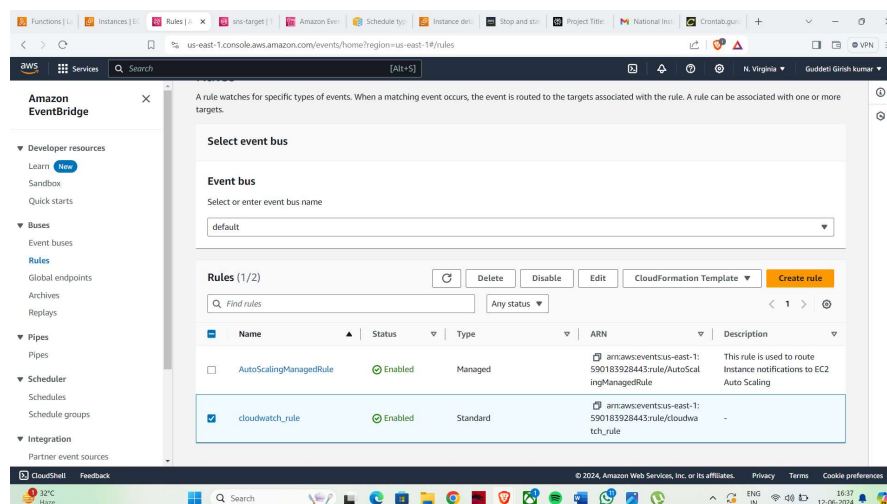 Functions | La
Instances | EC
Rules | A
sns-target | T
Amazon Even
Schedule typ
Instance deta
Stop and sta
Project Title:
National Inst
Crontab.guru
us-east-1.console.aws.amazon.com/events/home?region=us-east-1#/rules
VPN
aws
Services
Search
[Alt+S]
N. Virginia
Guddeti Girish kumar
Amazon
EventBridge
Developer resources
Learn New
Sandbox
Quick starts
Buses
Event buses
Rules
Global endpoints
Archives
Replays
Pipes
Pipes
Scheduler
Schedules
Schedule groups
Integration
Partner event sources
A rule watches for specific types of events. When a matching event occurs, the event is routed to the targets associated with the rule. A rule can be associated with one or more
targets.
Select event bus
Event bus
Select or enter event bus name
default
Rules (1/2)
Delete
Disable
Edit
CloudFormation Template
Create rule
Find rules
Any status
1
Name
Status
Type
ARN
Description
AutoScalingManagedRule
Enabled
Managed
arn:aws:events:us-east-1:
590183928443:rule/AutoScal
ingManagedRule
This rule is used to route
Instance notifications to EC2
Auto Scaling
cloudwatch_rule
Enabled
Standard
arn:aws:events:us-east-1:
590183928443:rule/cloudwa
tch_rule
-
CloudShell
Feedback
© 2024, Amazon Web Services, Inc. or its affiliates.
Privacy
Terms
Cookie preferences
32°C
Haze
Search
ENG
IN
16:37
12-06-2024